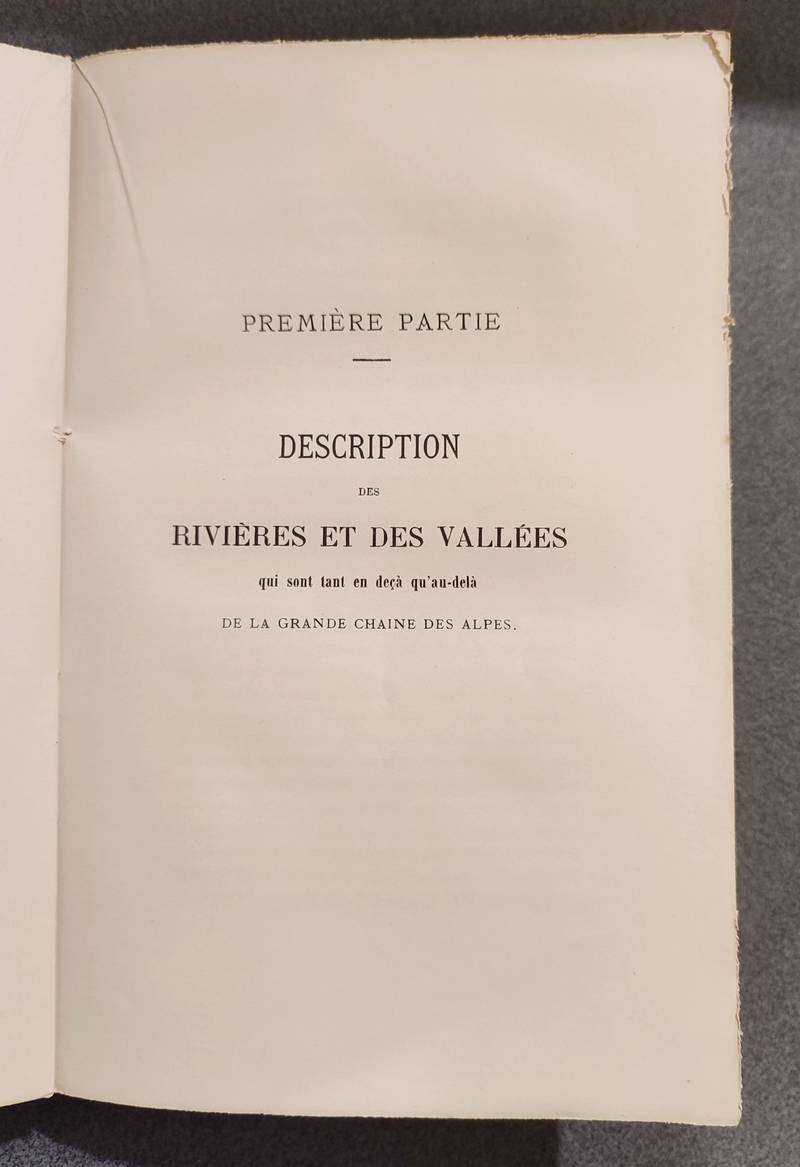 PREMIÈRE PARTIE
DESCRIPTION
DES
RIVIÈRES ET DES VALLÉES
qui sont tant en deçà qu'au-delà
DE LA GRANDE CHAINE DES ALPES.